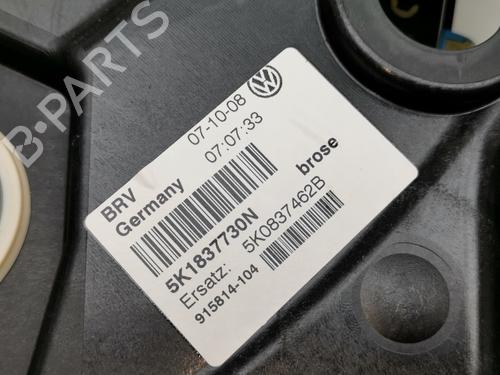 B-PARTS
C
BRV
Germany
07-10-08
07:07:33
5K1837730N
brose
Ersatz: 5K0837462B
915814-104